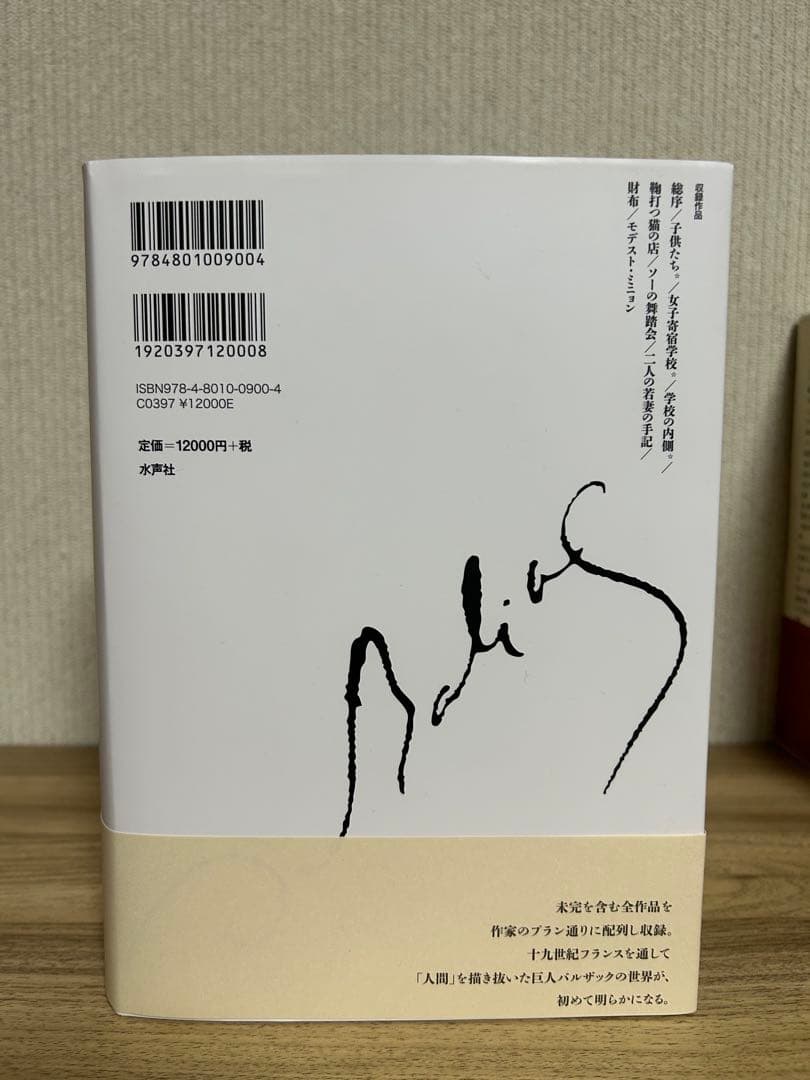 収録作品
総序／子供たち*／女子寄宿学校*／学校の内側*／
鞠打つ猫の店／ソーの舞踏会／二人の若妻の手記／
財布／モデスト・ミニョン
9784801009004
1920397120008
ISBN978-4-8010-0900-4
C0397 ¥12000E
定価＝12000円+税
水声社
未完を含む全作品を
作家のプラン通りに配列し収録。
十九世紀フランスを通して
「人間」を描き抜いた巨人バルザックの世界が、
初めて明らかになる。